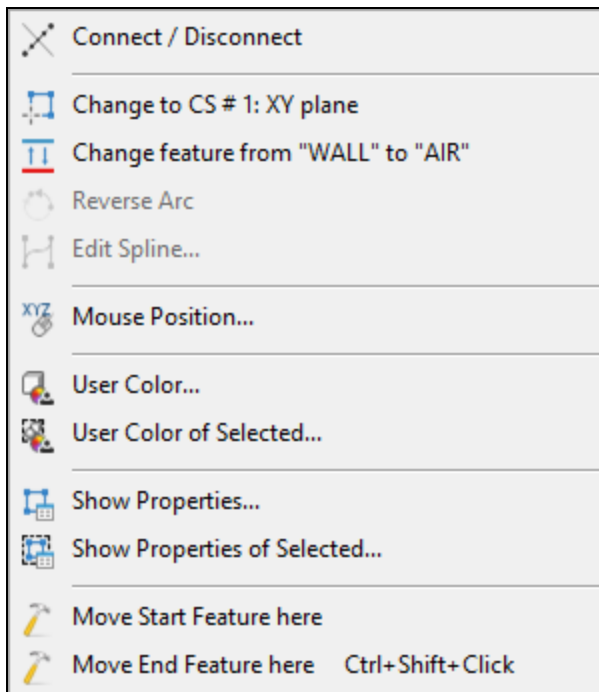 Connect / Disconnect
Change to CS # 1: XY plane
Change feature from "WALL" to "AIR"
Reverse Arc
Edit Spline...
XYZ Mouse Position...
User Color...
User Color of Selected...
Show Properties...
Show Properties of Selected...
Move Start Feature here
Move End Feature here Ctrl+Shift+Click